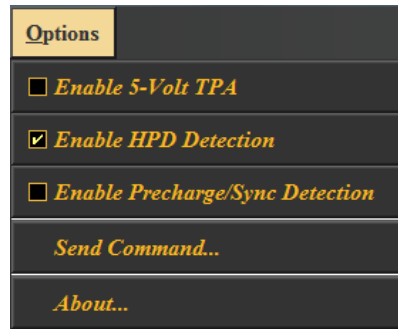 Options
Enable 5-Volt TPA
Enable HPD Detection
Enable Precharge/Sync Detection
Send Command...
About...